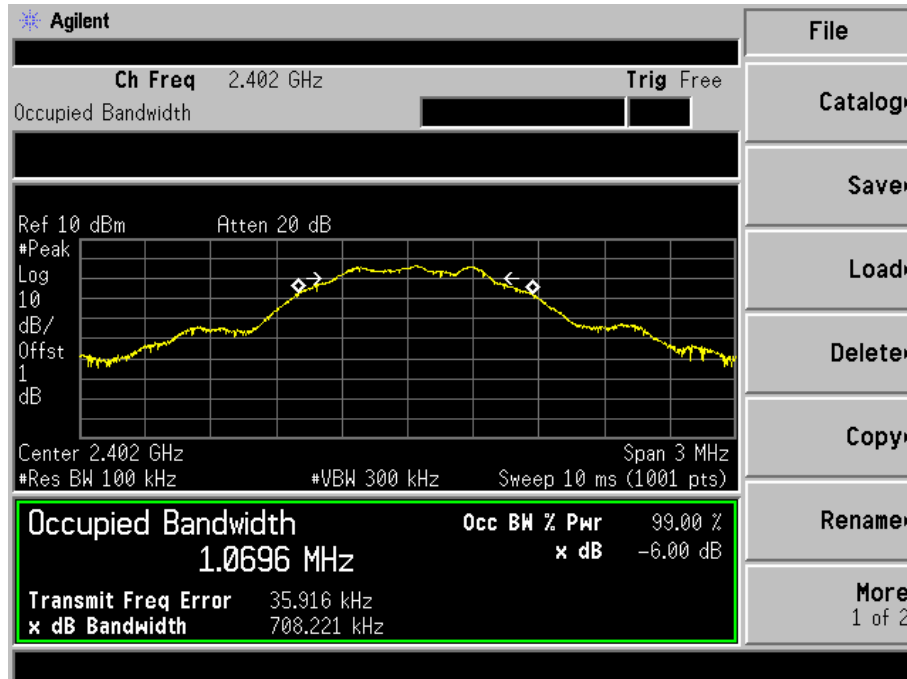 Agilent
File
Ch Freq 2.402 GHz Trig Free
Occupied Bandwidth
Catalog
Save
Ref 10 dBm Atten 20 dB
#Peak
Log
10
dB/
Offst
1
dB
Load
Delete
Copy
Center 2.402 GHz Span 3 MHz
#Res BW 100 kHz #VBW 300 kHz Sweep 10 ms (1001 pts)
Occupied Bandwidth Occ BW % Pwr 99.00 %
1.0696 MHz x dB -6.00 dB
Rename
Transmit Freq Error 35.916 kHz
x dB Bandwidth 708.221 kHz
More
1 of 2